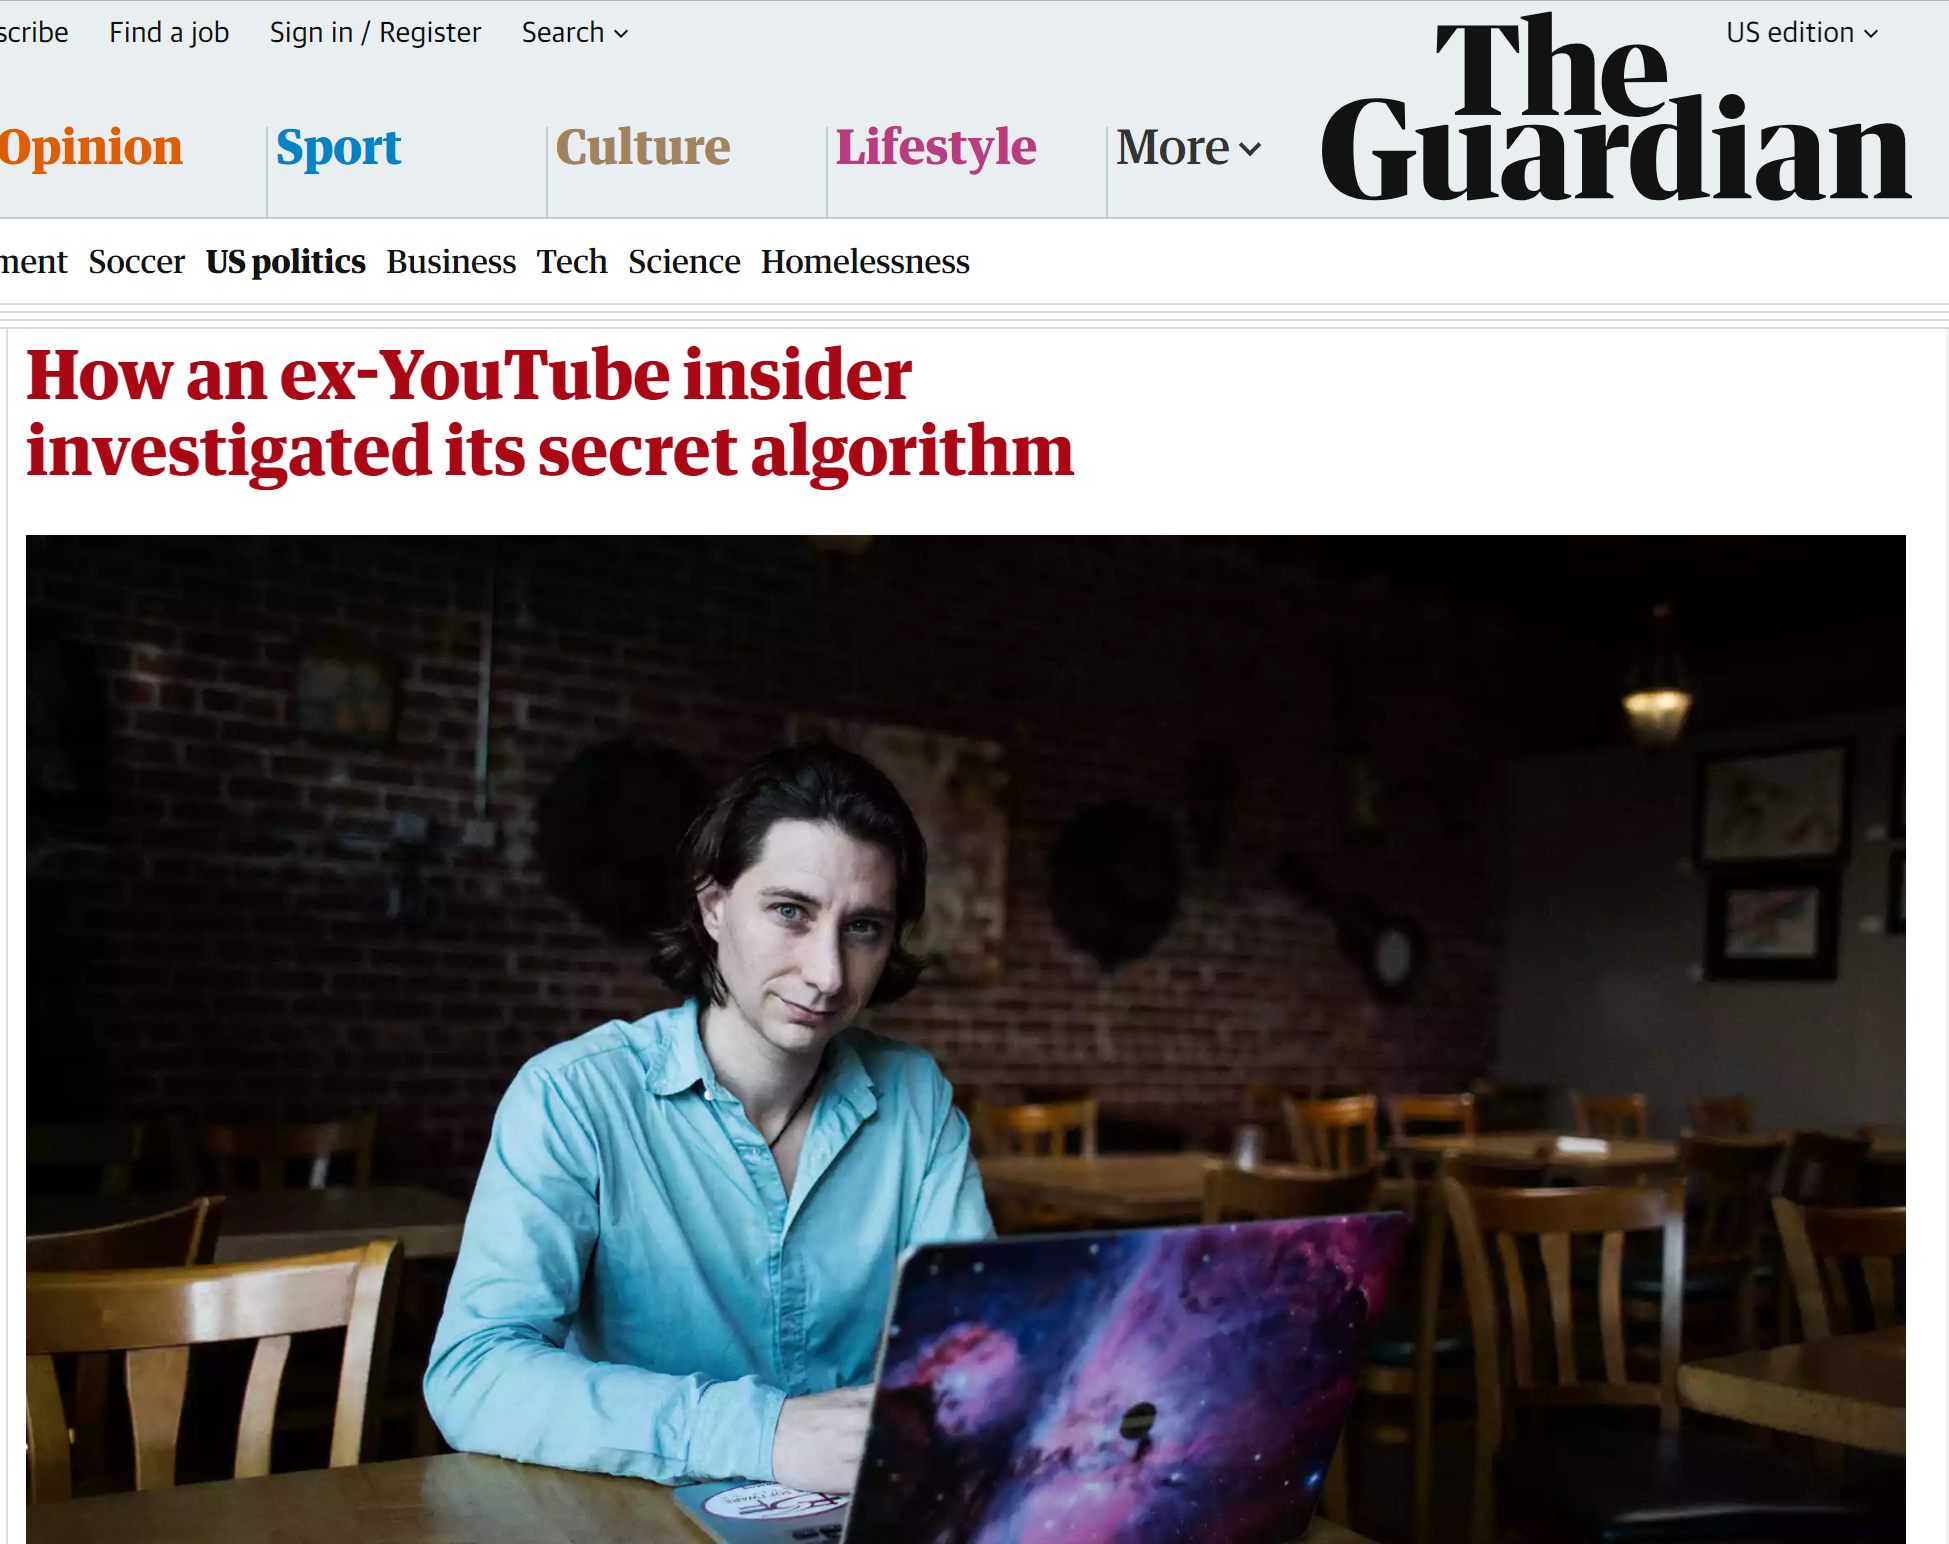 scribe Find a job Sign in / Register Search US edition
The
Guardian
Opinion Sport Culture Lifestyle More
ment Soccer US politics Business Tech Science Homelessness
How an ex-YouTube insider
investigated its secret algorithm
SOFTWARE